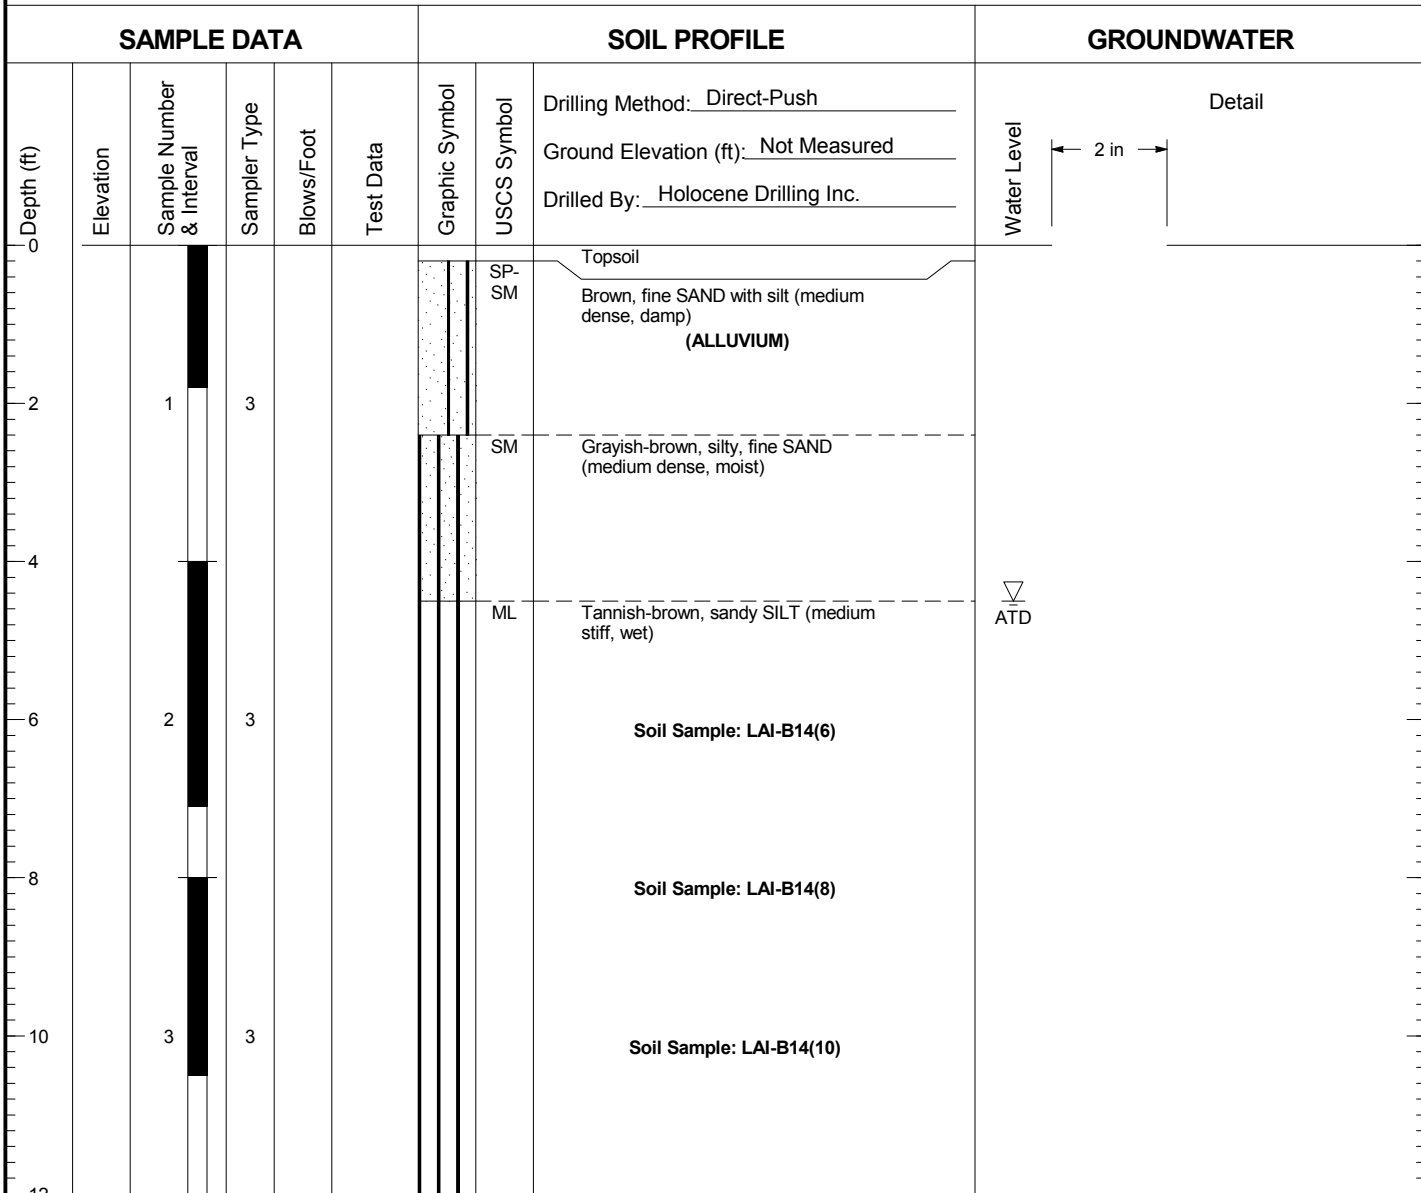 SAMPLE DATA
SOIL PROFILE
GROUNDWATER
Depth (ft)
Elevation
Sample Number
& Interval
Sampler Type
Blows/Foot
Test Data
Graphic Symbol
USCS Symbol
Drilling Method: Direct-Push
Ground Elevation (ft): Not Measured
Drilled By: Holocene Drilling Inc.
Water Level
Detail
2 in
0
Topsoil
SP-
SM
Brown, fine SAND with silt (medium
dense, damp)
(ALLUVIUM)
2
1
3
SM
Grayish-brown, silty, fine SAND
(medium dense, moist)
4
ML
Tannish-brown, sandy SILT (medium
stiff, wet)
ATD
6
2
3
Soil Sample: LAI-B14(6)
8
Soil Sample: LAI-B14(8)
10
3
3
Soil Sample: LAI-B14(10)
12